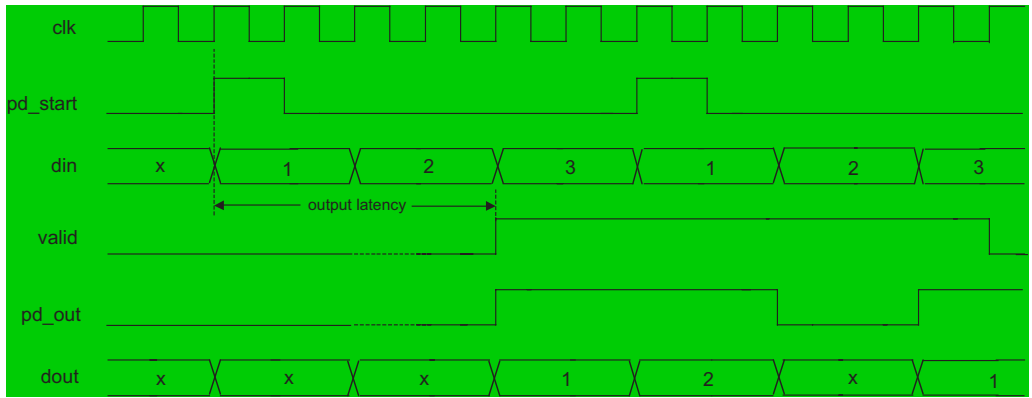 clk
pd_start
din x 1 2 3 1 2 3
output latency
valid
pd_out
dout x x x 1 2 x 1